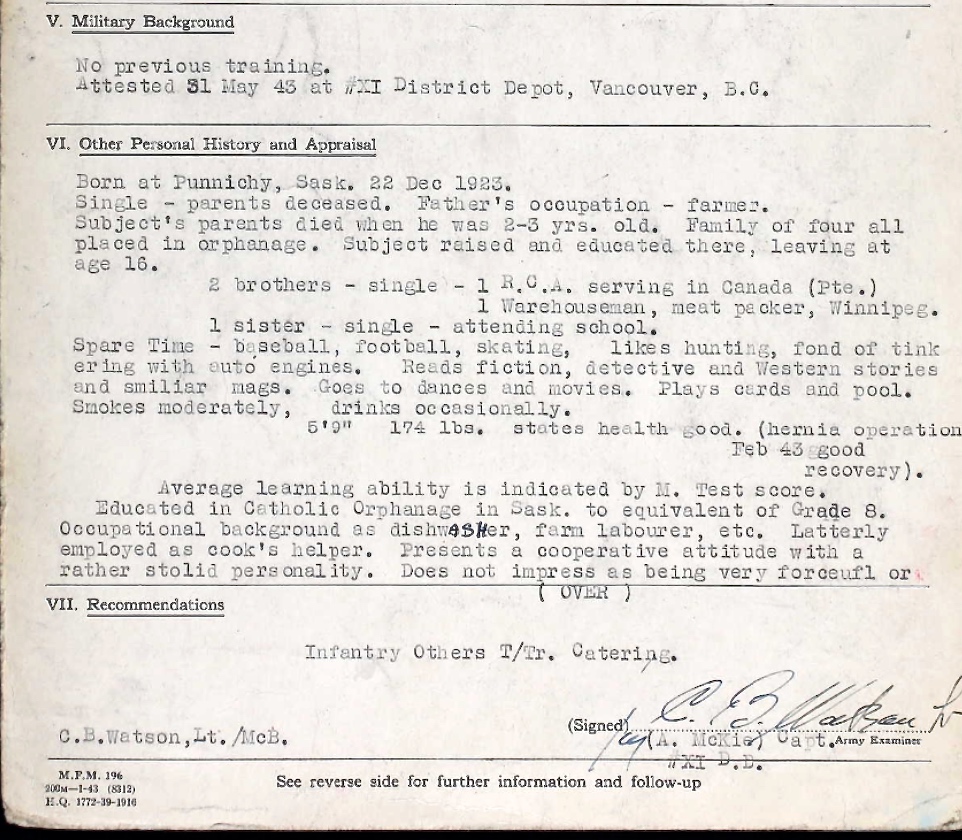 V. Military Background
No previous training.
Attested 31 May 43 at #XI District Depot, Vancouver, B.C.
VI. Other Personal History and Appraisal
Born at Punnichy, Sask. 22 Dec 1923.
Single - parents deceased. Father's occupation - farmer.
Subject's parents died when he was 2-3 yrs. old. Family of four all
placed in orphanage. Subject raised and educated there, leaving at
age 16.
2 brothers - single - 1 R.C.A. serving in Canada (Pte.)
1 Warehouseman, meat packer, Winnipeg.
1 sister - single - attending school.
Spare Time - baseball, football, skating, likes hunting, fond of tink
ering with auto engines. Reads fiction, detective and Western stories
and smiliar mags. Goes to dances and movies. Plays cards and pool.
Smokes moderately, drinks occasionally.
5'9" 174 lbs. states health good. (hernia operation
Feb 43 good
recovery).
Average learning ability is indicated by M. Test score.
Educated in Catholic Orphanage in Sask. to equivalent of Grade 8.
Occupational background as dishwasher, farm labourer, etc. Latterly
employed as cook's helper. Presents a cooperative attitude with a
rather stolid personality. Does not impress as being very forceufl or
( OVER )
VII. Recommendations
Infantry Others T/Tr. Catering.
C.B.Watson,Lt./McB.
(Signed) C. B. Watson Lt
for (A. McKie) Capt. Army Examiner
#XI D.D.
M.F.M. 196
200M-1-43 (8312)
H.Q. 1772-39-1916
See reverse side for further information and follow-up